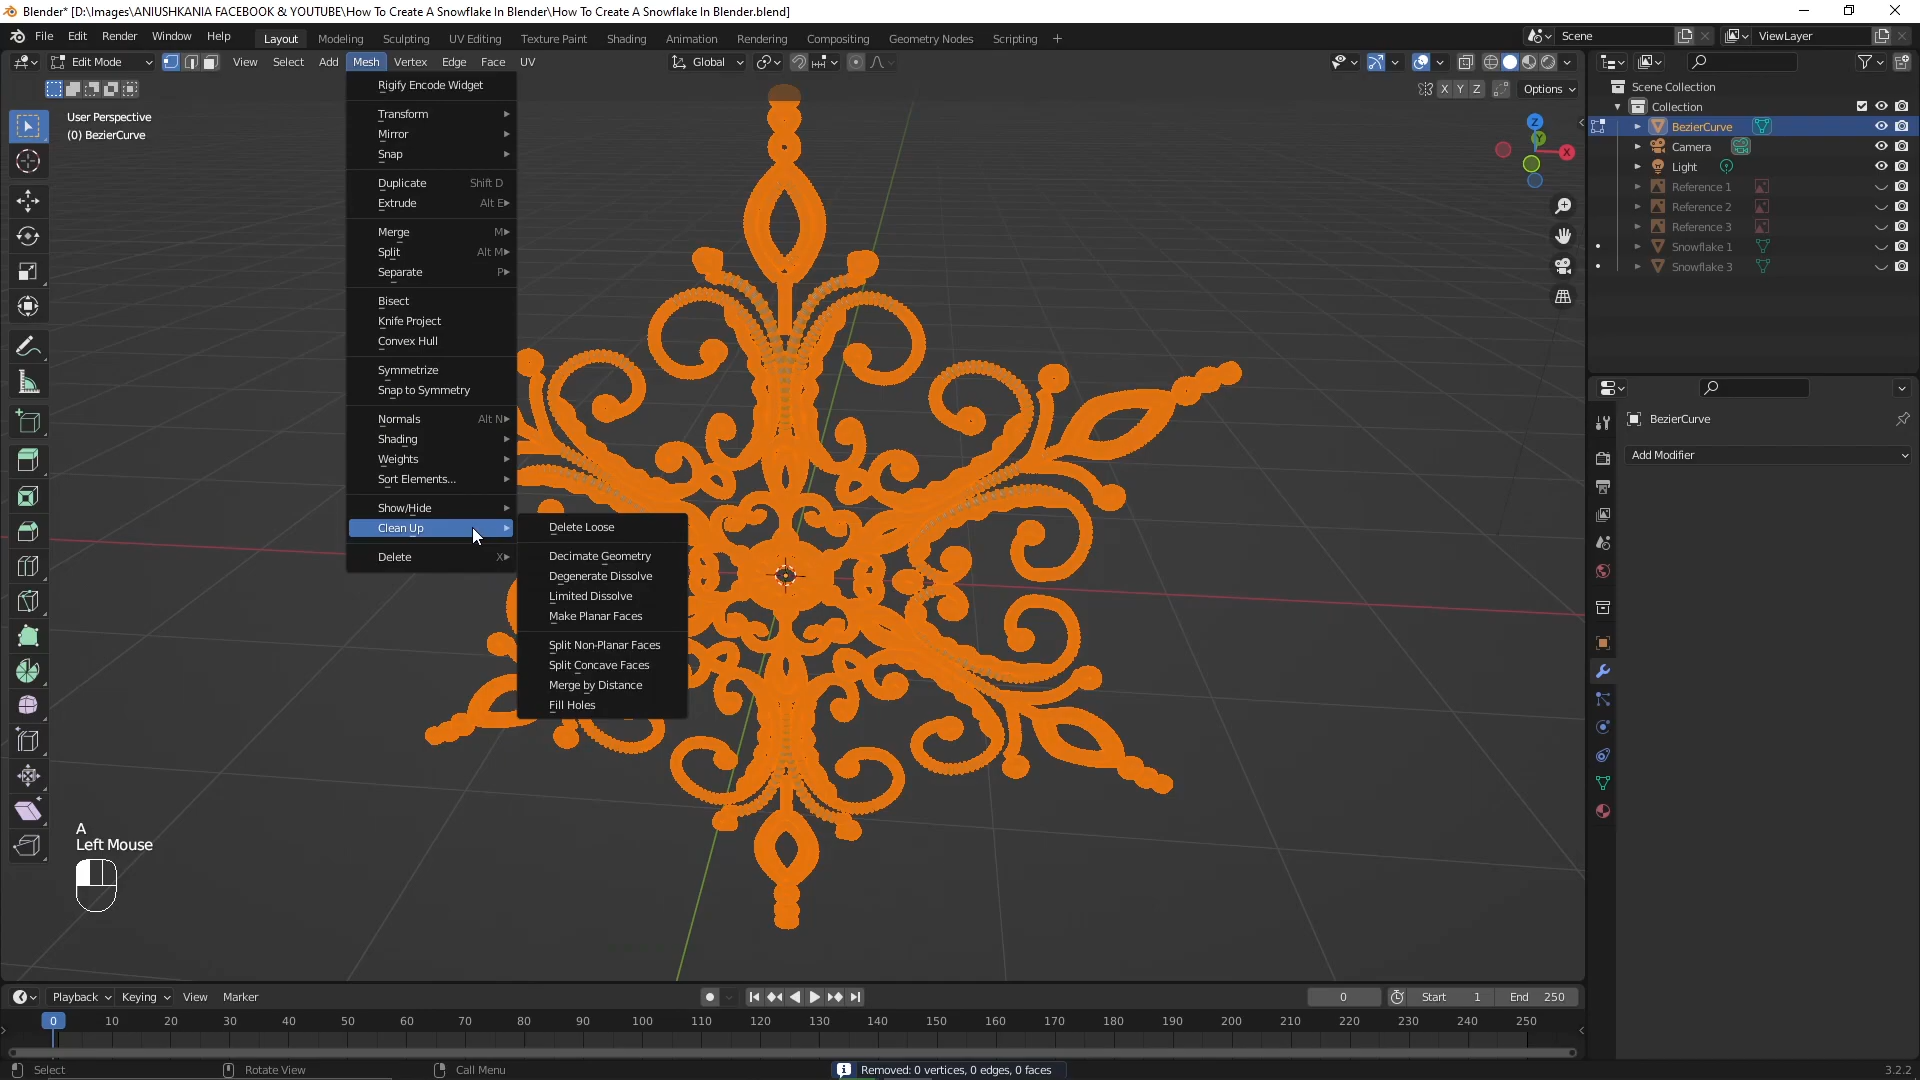 Blender* [D:\Images\ANIUSHKANIA FACEBOOK & YOUTUBE\How To Create A Snowflake In Blender\How To Create A Snowflake In Blender.blend]
File Edit Render Window Help Layout Modeling Sculpting UV Editing Texture Paint Shading Animation Rendering Compositing Geometry Nodes Scripting + Scene ViewLayer
Edit Mode View Select Add Mesh Vertex Edge Face UV Global
X Y Z Options
User Perspective
(0) BezierCurve
Rigify Encode Widget
Transform
Mirror
Snap
Duplicate Shift D
Extrude Alt E
Merge M
Split Alt M
Separate P
Bisect
Knife Project
Convex Hull
Symmetrize
Snap to Symmetry
Normals Alt N
Shading
Weights
Sort Elements...
Show/Hide
Clean Up
Delete X
Delete Loose
Decimate Geometry
Degenerate Dissolve
Limited Dissolve
Make Planar Faces
Split Non-Planar Faces
Split Concave Faces
Merge by Distance
Fill Holes
Z
Y
X
Scene Collection
Collection
BezierCurve
Camera
Light
Reference 1
Reference 2
Reference 3
Snowflake 1
Snowflake 3
BezierCurve
Add Modifier
A
Left Mouse
Playback Keying View Marker 0 Start 1 End 250
0 10 20 30 40 50 60 70 80 90 100 110 120 130 140 150 160 170 180 190 200 210 220 230 240 250
Select Rotate View Call Menu Removed: 0 vertices, 0 edges, 0 faces 3.2.2